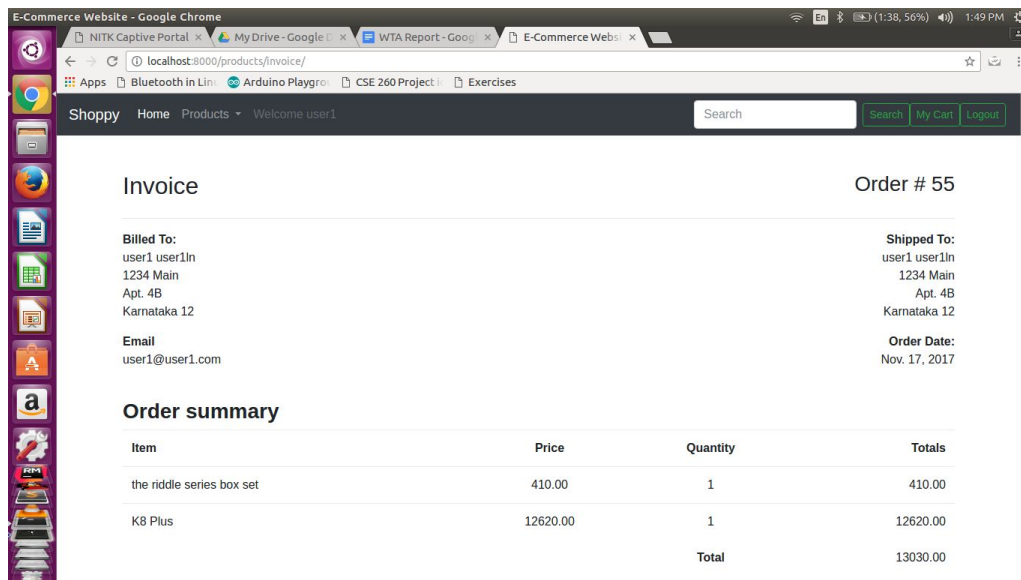 E-Commerce Website - Google Chrome
En (1:38, 56%) 1:49 PM
NITK Captive Portal × My Drive - Google D × WTA Report - Googl × E-Commerce Websi ×
localhost:8000/products/invoice/
Apps Bluetooth in Linu Arduino Playgrou CSE 260 Project i Exercises
Shoppy Home Products Welcome user1 Search Search My Cart Logout
Invoice Order # 55
Billed To: Shipped To:
user1 user1ln user1 user1ln
1234 Main 1234 Main
Apt. 4B Apt. 4B
Karnataka 12 Karnataka 12
Email Order Date:
user1@user1.com Nov. 17, 2017
Order summary
Item Price Quantity Totals
the riddle series box set 410.00 1 410.00
K8 Plus 12620.00 1 12620.00
Total 13030.00
a
RM
S